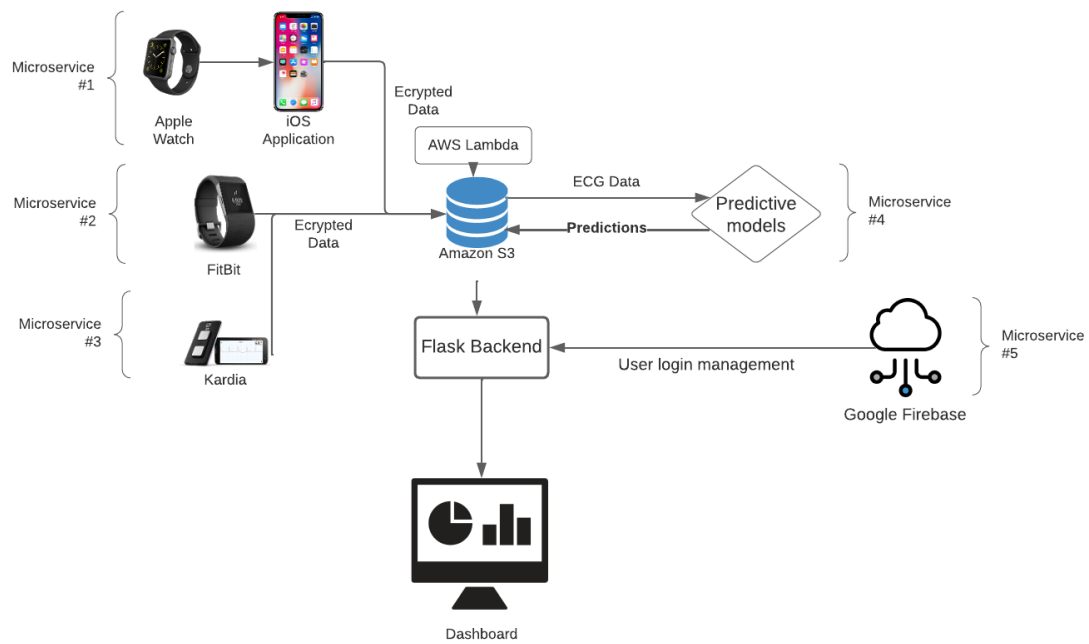 Microservice
#1
Apple
Watch
iOS
Application
Ecrypted
Data
AWS Lambda
Microservice
#2
FitBit
Ecrypted
Data
Amazon S3
ECG Data
Predictions
Predictive
models
Microservice
#4
Microservice
#3
Kardia
Flask Backend
User login management
Google Firebase
Microservice
#5
Dashboard